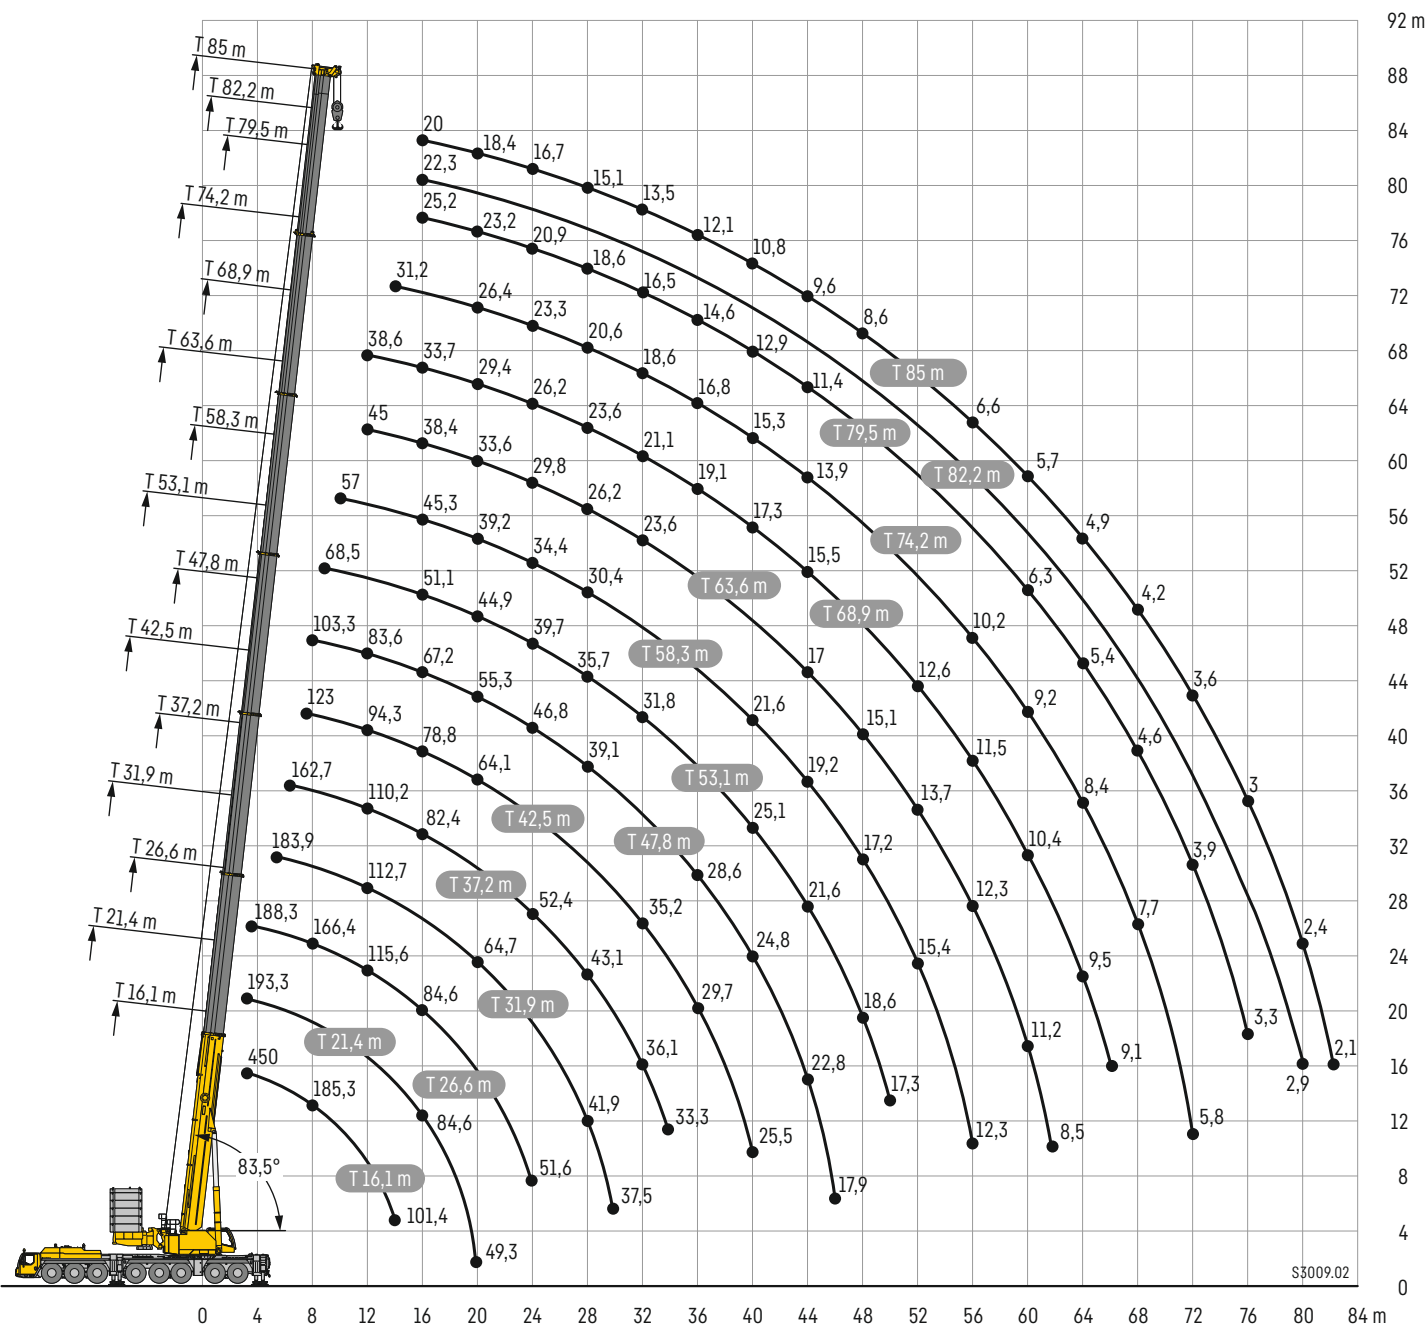 92 m
88
84
80
76
72
68
64
60
56
52
48
44
40
36
32
28
24
20
16
12
8
4
0
T 85 m
T 82,2 m
T 79,5 m
T 74,2 m
T 68,9 m
T 63,6 m
T 58,3 m
T 53,1 m
T 47,8 m
T 42,5 m
T 37,2 m
T 31,9 m
T 26,6 m
T 21,4 m
T 16,1 m
83,5°
20 18,4 16,7 15,1 13,5 12,1 10,8 9,6 8,6 T 85 m 6,6 5,7 4,9 4,2 3,6 3 2,4 2,1
22,3 T 82,2 m 2,9
25,2 23,2 20,9 18,6 16,5 14,6 12,9 11,4 T 79,5 m 6,3 5,4 4,6 3,9 3,3
31,2 26,4 23,3 20,6 18,6 16,8 15,3 13,9 T 74,2 m 10,2 9,2 8,4 7,7 5,8
38,6 33,7 29,4 26,2 23,6 21,1 19,1 17,3 15,5 T 68,9 m 12,6 11,5 10,4 9,5 9,1
45 38,4 33,6 29,8 26,2 23,6 T 63,6 m 17 15,1 13,7 12,3 11,2 8,5
57 45,3 39,2 34,4 30,4 T 58,3 m 21,6 19,2 17,2 15,4 12,3
68,5 51,1 44,9 39,7 35,7 31,8 T 53,1 m 25,1 21,6 18,6 17,3
103,3 83,6 67,2 55,3 46,8 39,1 T 47,8 m 28,6 24,8 22,8 17,9
123 94,3 78,8 64,1 T 42,5 m 35,2 29,7 25,5
162,7 110,2 82,4 T 37,2 m 52,4 43,1 36,1 33,3
183,9 112,7 64,7 T 31,9 m 41,9 37,5
188,3 166,4 115,6 84,6 T 26,6 m 51,6
193,3 T 21,4 m 84,6 49,3
450 185,3 T 16,1 m 101,4
S3009.02
0 4 8 12 16 20 24 28 32 36 40 44 48 52 56 60 64 68 72 76 80 84 m